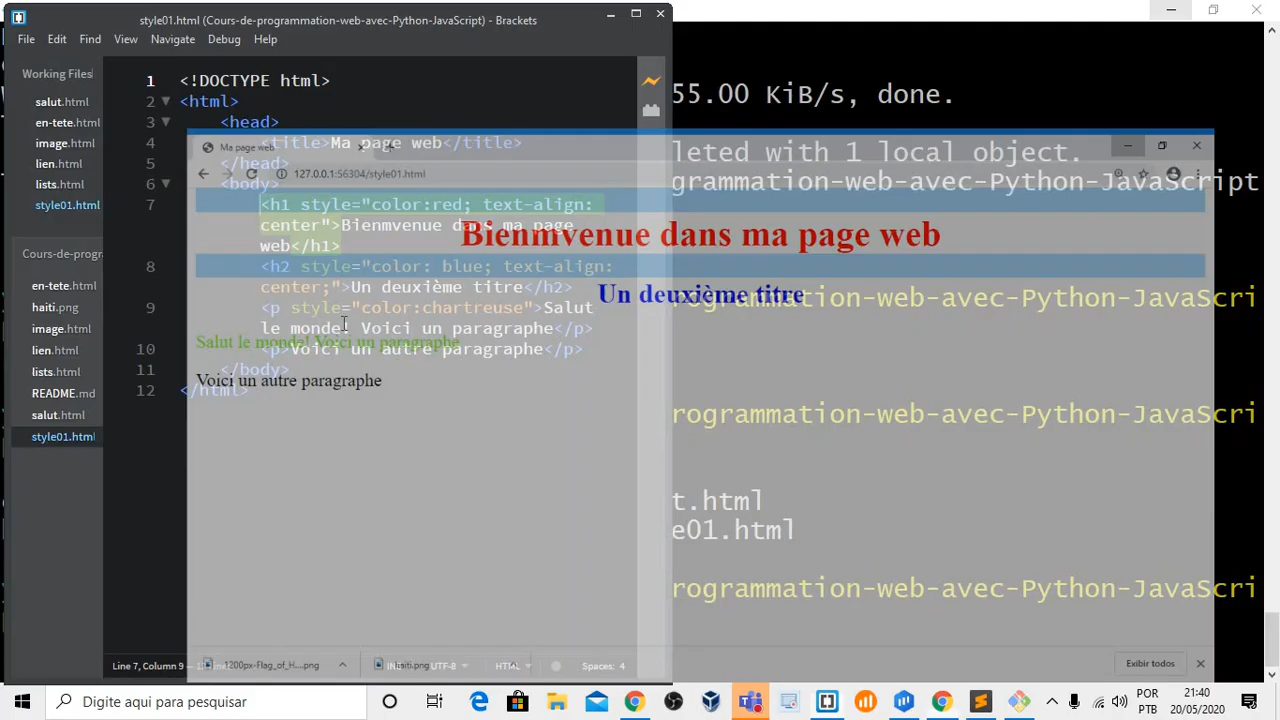 style01.html (Cours-de-programmation-web-avec-Python-JavaScript) - Brackets
File Edit Find View Navigate Debug Help
Working Files
salut.html
en-tete.html
image.html
lien.html
lists.html
style01.html
Cours-de-progra
en-tete.html
haiti.png
image.html
lien.html
lists.html
README.md
salut.html
style01.html
1 <!DOCTYPE html>
2 <html>
3 <head>
4 <title>Ma page web</title>
5 </head>
6 <body>
7 <h1 style="color:red; text-align:
center">Bienmvenue dans ma page
web</h1>
8 <h2 style="color: blue; text-align:
center;">Un deuxième titre</h2>
9 <p style="color:chartreuse">Salut
le monde! Voici un paragraphe</p>
10 <p>Voici un autre paragraphe</p>
11 </body>
12 </html>
Line 7, Column 9
UTF-8
HTML
Spaces: 4
Ma page web
127.0.0.1:56304/style01.html
Bienmvenue dans ma page web
Un deuxième titre
Salut le monde! Voici un paragraphe
Voici un autre paragraphe
1200px-Flag_of_H....png
haiti.png
Exibir todos
55.00 KiB/s, done.
leted with 1 local object.
grammation-web-avec-Python-JavaScript
rogrammation-web-avec-Python-JavaScri
rogrammation-web-avec-Python-JavaScri
t.html
e01.html
rogrammation-web-avec-Python-JavaScri
Digite aqui para pesquisar
POR
PTB
21:40
20/05/2020